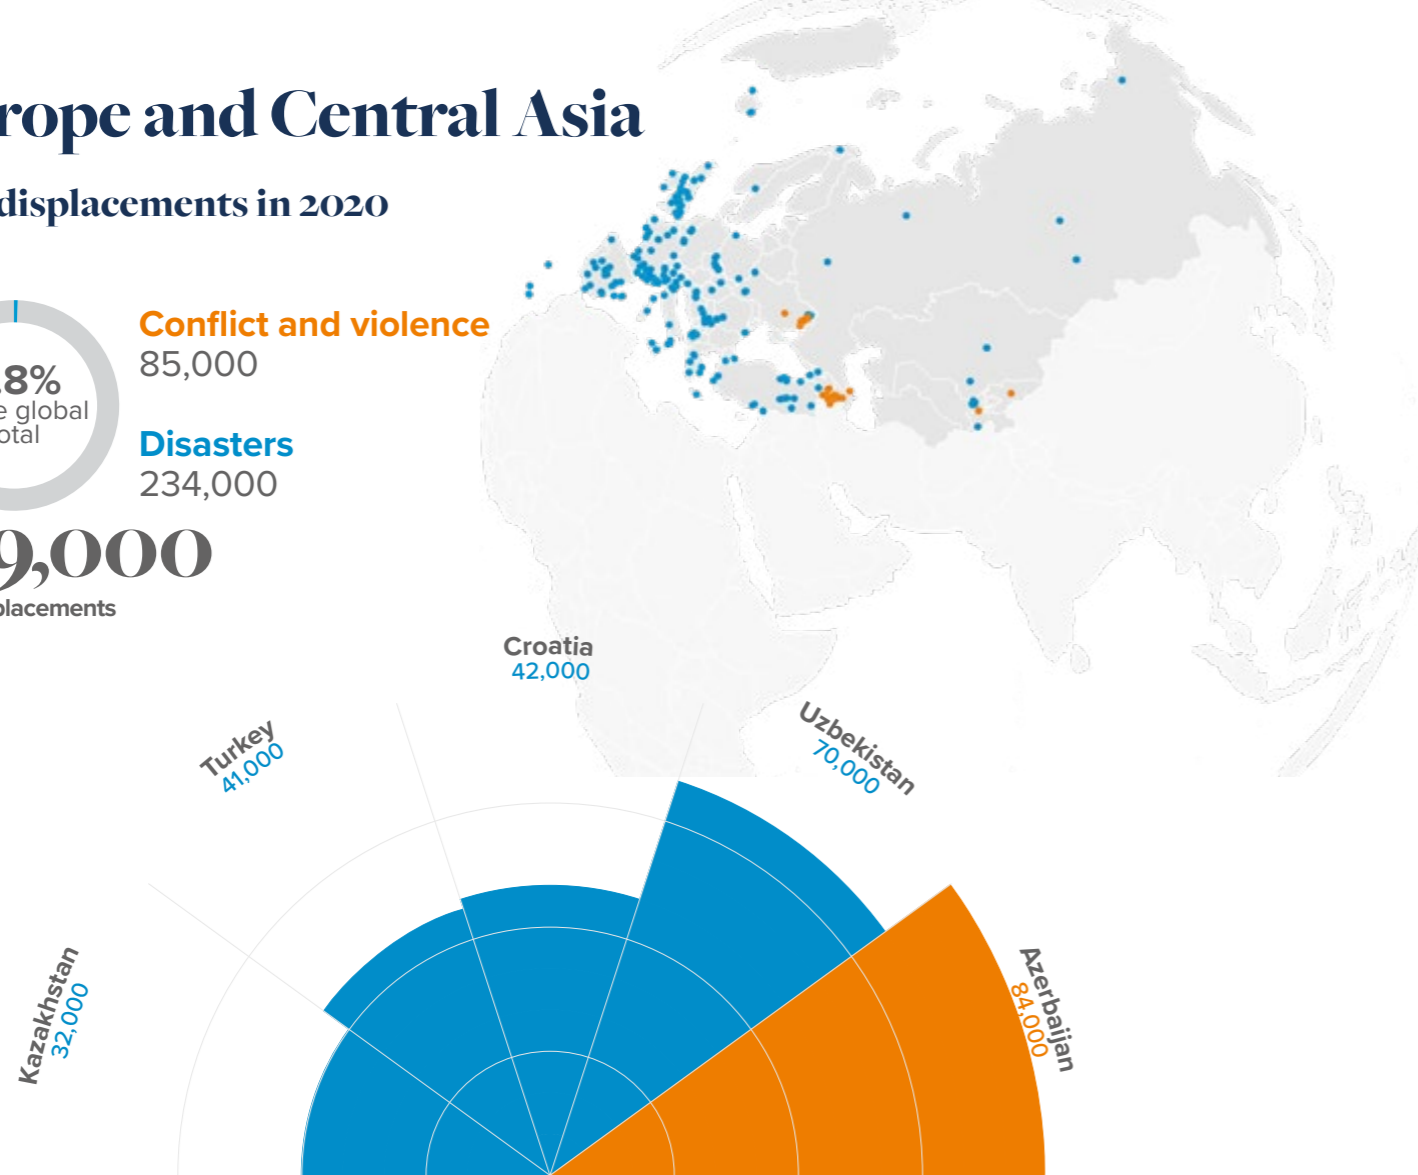 rope and Central Asia
displacements in 2020
Conflict and violence
85,000
.8%
e global
otal
Disasters
234,000
9,000
placements
Croatia
42,000
Turkey
41,000
Uzbekistan
70,000
Kazakhstan
32,000
Azerbaijan
84,000